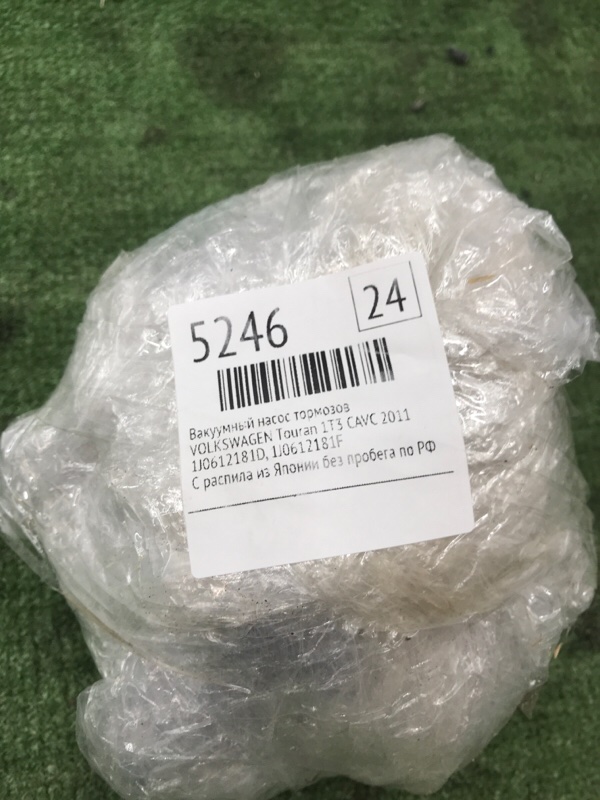 5246
24
Вакуумный насос тормозов
VOLKSWAGEN Touran 1T3 CAVC 2011
1J0612181D, 1J0612181F
С распила из Японии без пробега по РФ